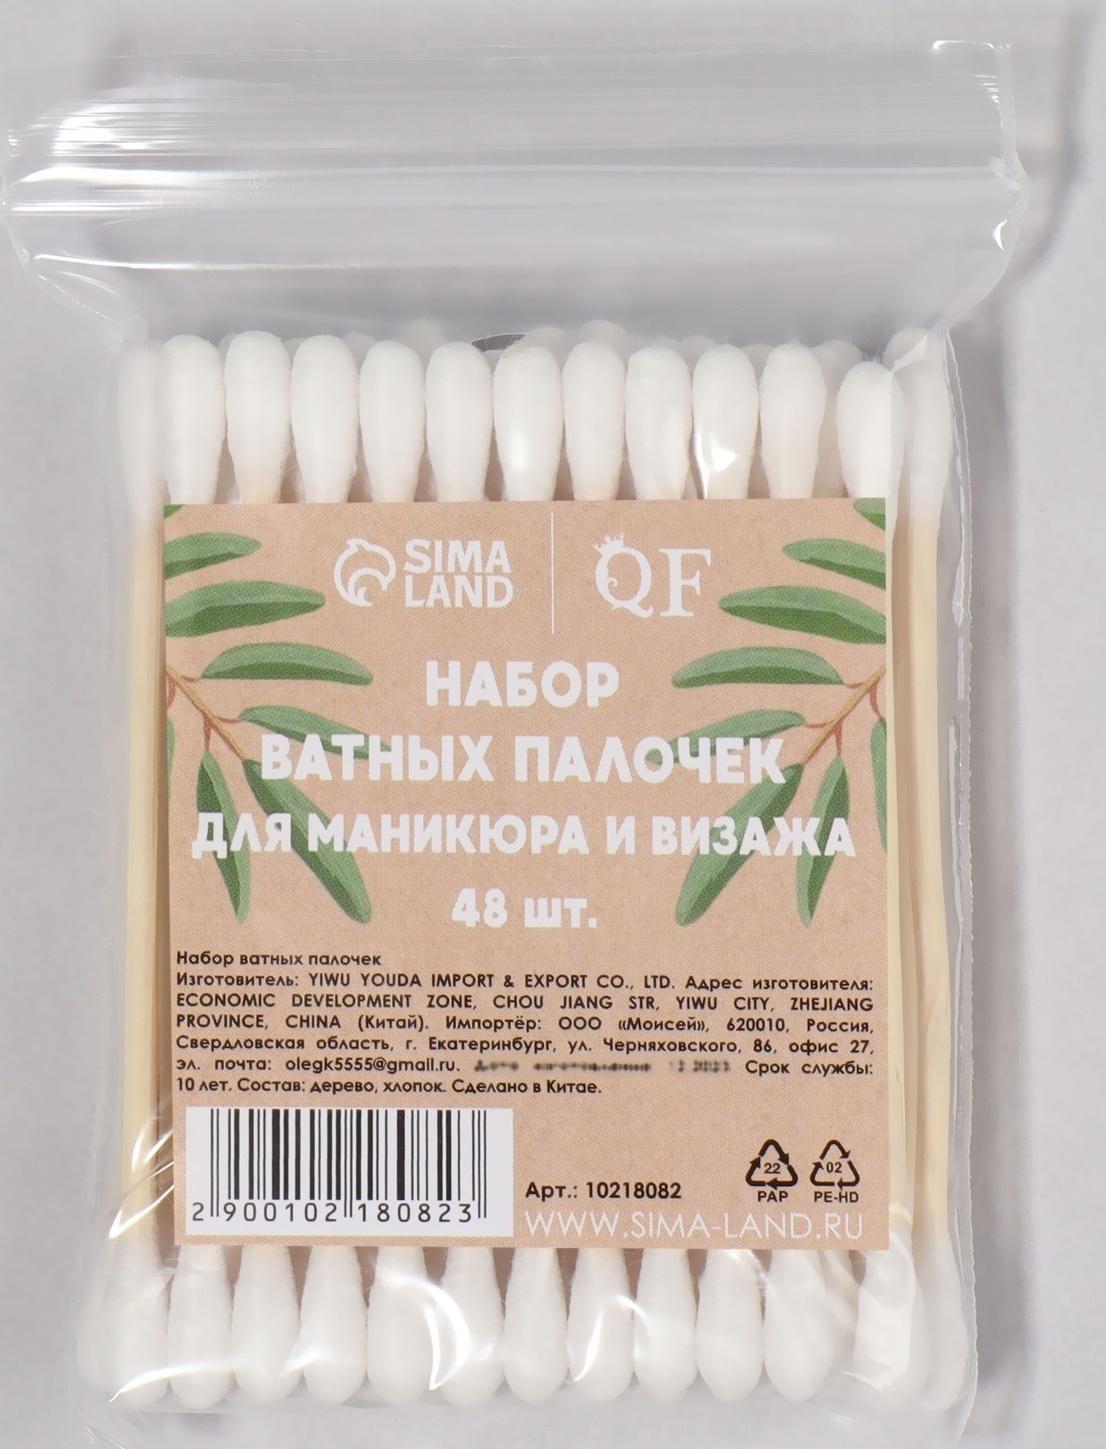 SIMA
LAND
QF
НАБОР
ВАТНЫХ ПАЛОЧЕК
ДЛЯ МАНИКЮРА И ВИЗАЖА
48 шт.
Набор ватных палочек
Изготовитель: YIWU YOUDA IMPORT & EXPORT CO., LTD. Адрес изготовителя:
ECONOMIC DEVELOPMENT ZONE, CHOU JIANG STR, YIWU CITY, ZHEJIANG
PROVINCE, CHINA (Китай). Импортёр: ООО «Моисей», 620010, Россия,
Свердловская область, г. Екатеринбург, ул. Черняховского, 86, офис 27,
эл. почта: olegk5555@gmail.ru. Срок службы:
10 лет. Состав: дерево, хлопок. Сделано в Китае.
2 900102 180823
Арт.: 10218082
WWW.SIMA-LAND.RU
22
PAP
02
PE-HD